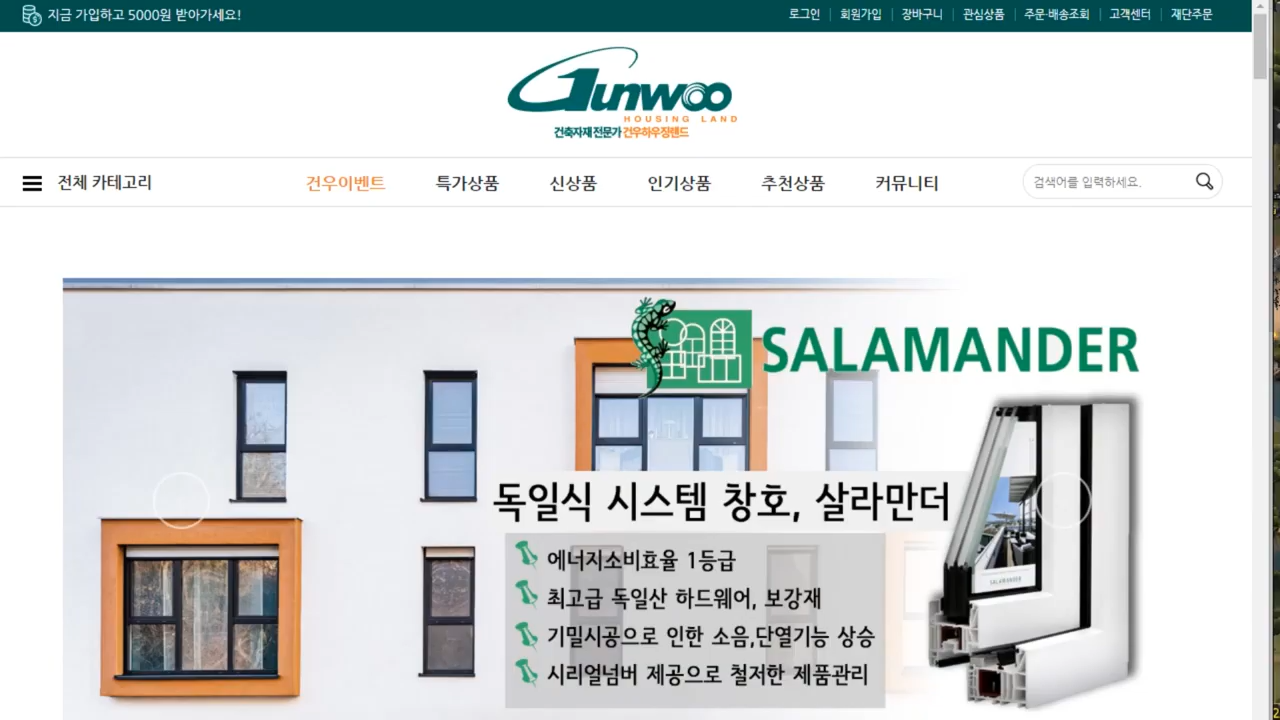 지금 가입하고 5000원 받아가세요!
로그인 | 회원가입 | 장바구니 | 관심상품 | 주문·배송조회 | 고객센터 | 재단주문
Gunwoo
HOUSING LAND
건축자재 전문가 건우하우징랜드
전체 카테고리
건우이벤트
특가상품
신상품
인기상품
추천상품
커뮤니티
검색어를 입력하세요.
SALAMANDER
독일식 시스템 창호, 살라만더
에너지소비효율 1등급
최고급 독일산 하드웨어, 보강재
기밀시공으로 인한 소음,단열기능 상승
시리얼넘버 제공으로 철저한 제품관리
SALAMANDER